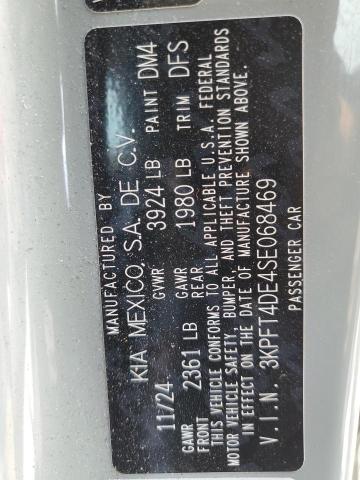 MANUFACTURED BY
KIA MEXICO, S.A. DE C.V.
11/24 GVWR 3924 LB PAINT DM4
GAWR FRONT 2361 LB GAWR REAR 1980 LB TRIM DFS
THIS VEHICLE CONFORMS TO ALL APPLICABLE U.S.A. FEDERAL
MOTOR VEHICLE SAFETY, BUMPER, AND THEFT PREVENTION STANDARDS
IN EFFECT ON THE DATE OF MANUFACTURE SHOWN ABOVE.
V.I.N. 3KPFT4DE4SE068469
PASSENGER CAR